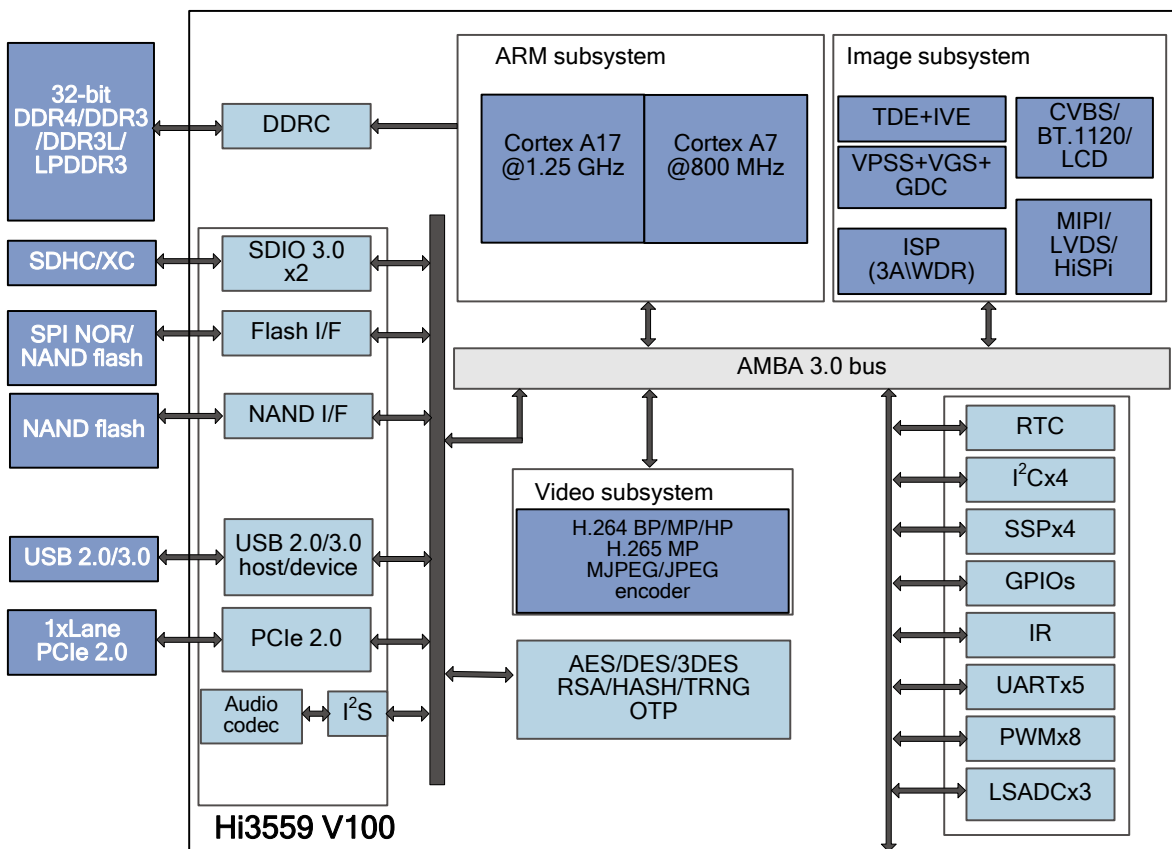 32-bit
DDR4/DDR3
/DDR3L/
LPDDR3
SDHC/XC
SPI NOR/
NAND flash
NAND flash
USB 2.0/3.0
1xLane
PCIe 2.0
DDRC
SDIO 3.0
x2
Flash I/F
NAND I/F
USB 2.0/3.0
host/device
PCIe 2.0
Audio
codec
I²S
Hi3559 V100
ARM subsystem
Cortex A17
@1.25 GHz
Cortex A7
@800 MHz
Image subsystem
TDE+IVE
VPSS+VGS+
GDC
ISP
(3A\WDR)
CVBS/
BT.1120/
LCD
MIPI/
LVDS/
HiSPi
AMBA 3.0 bus
Video subsystem
H.264 BP/MP/HP
H.265 MP
MJPEG/JPEG
encoder
AES/DES/3DES
RSA/HASH/TRNG
OTP
RTC
I²Cx4
SSPx4
GPIOs
IR
UARTx5
PWMx8
LSADCx3